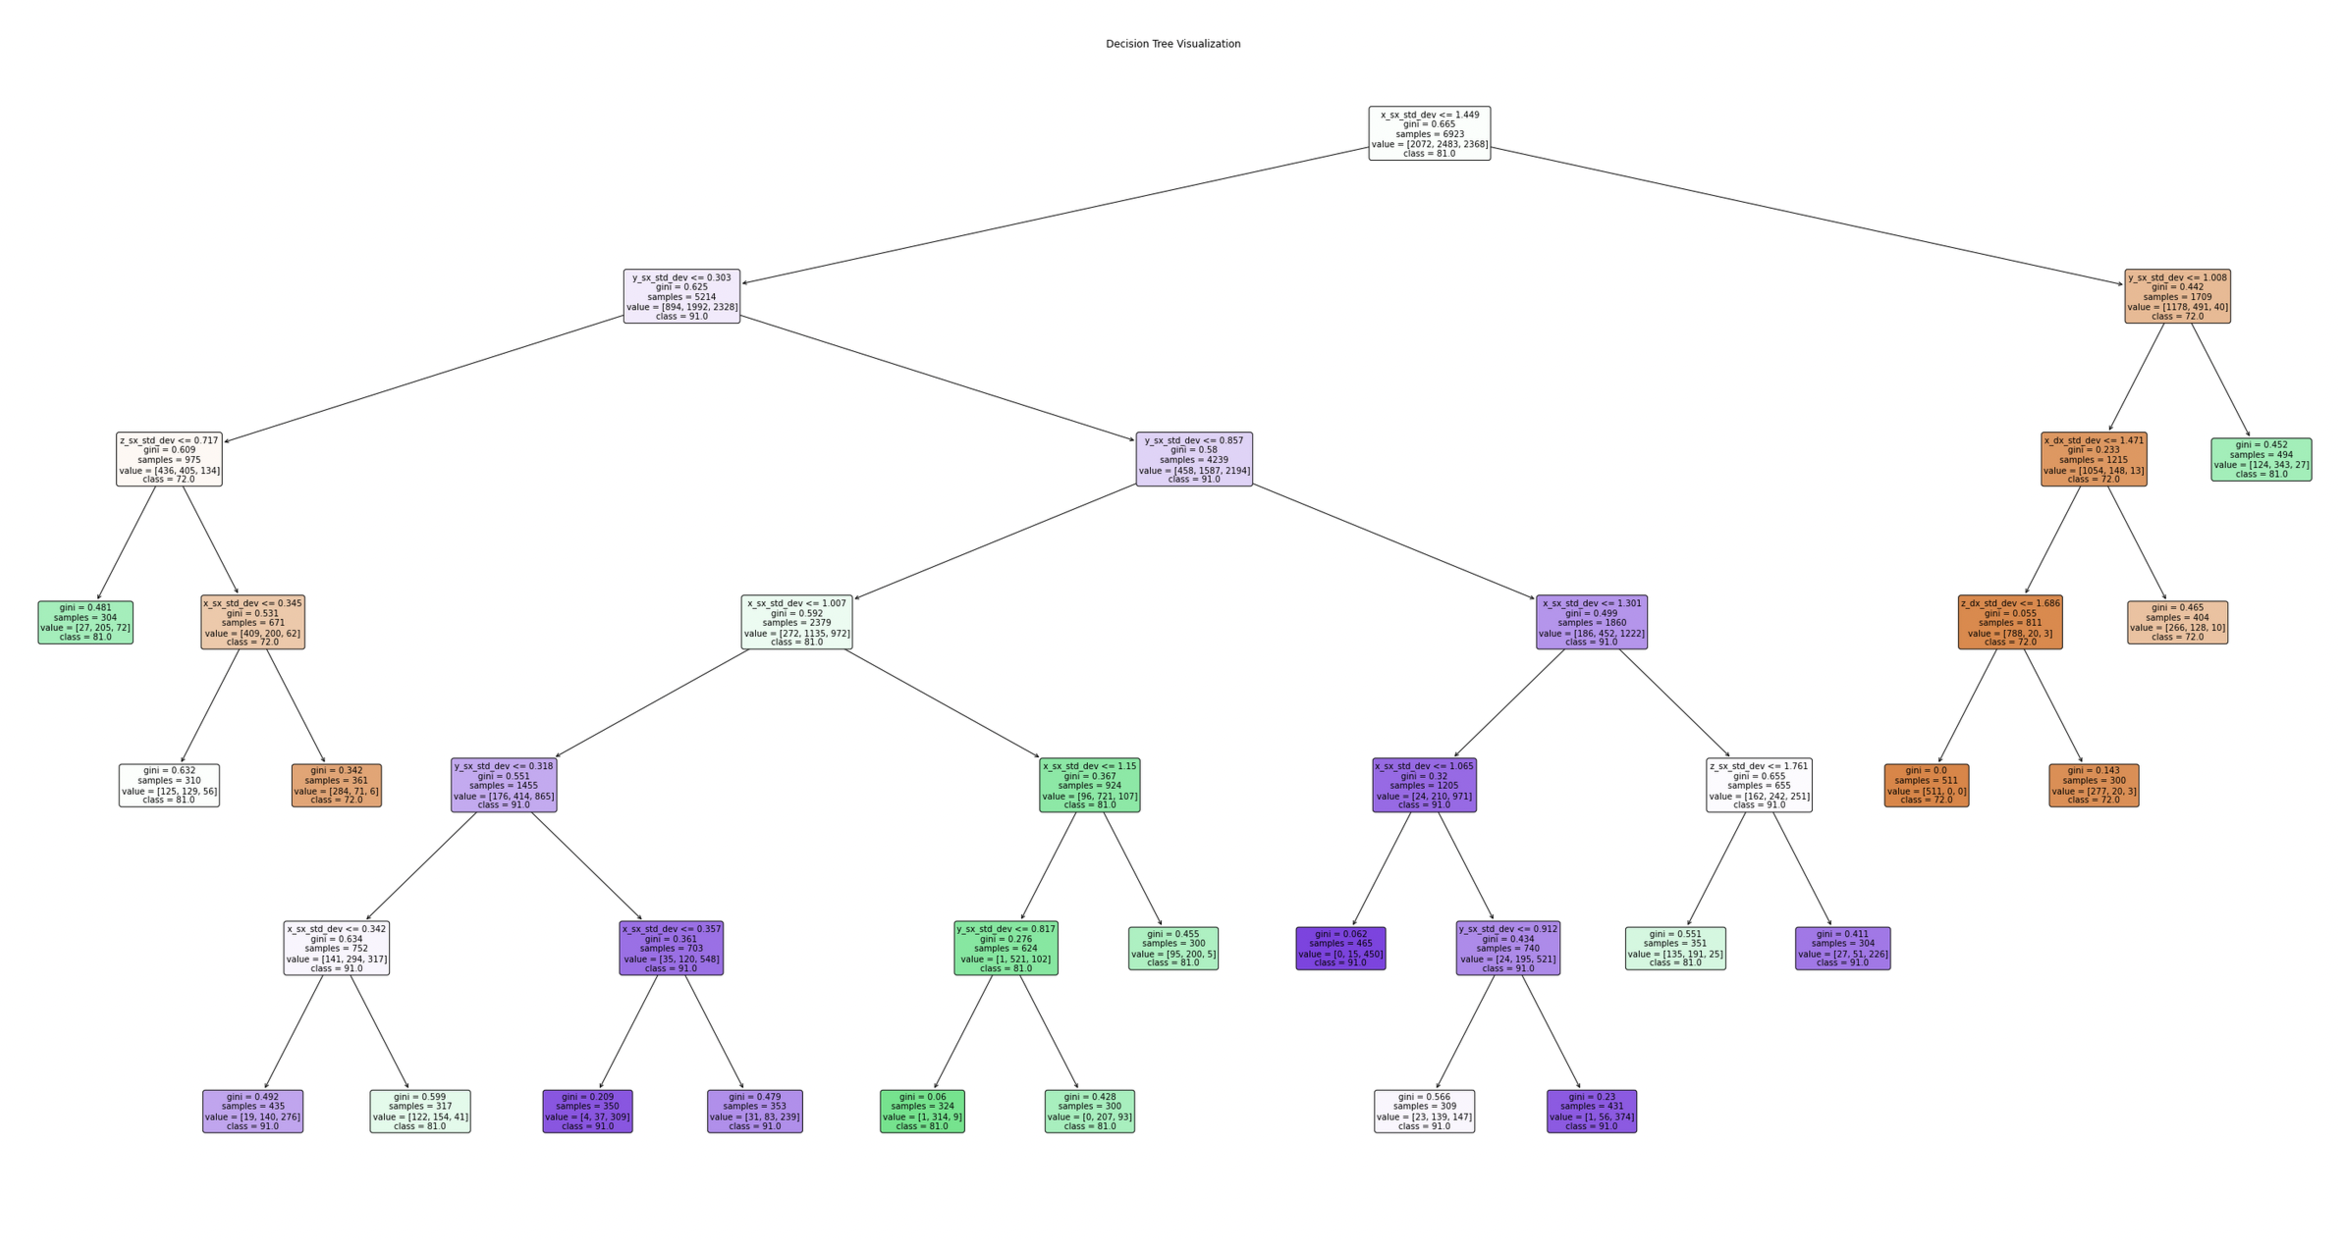 Decision Tree Visualization
x_sx_std_dev <= 1.449
gini = 0.665
samples = 6923
value = [2072, 2483, 2368]
class = 81.0
y_sx_std_dev <= 0.303
gini = 0.625
samples = 5214
value = [894, 1992, 2328]
class = 91.0
y_sx_std_dev <= 1.008
gini = 0.442
samples = 1709
value = [1178, 491, 40]
class = 72.0
z_sx_std_dev <= 0.717
gini = 0.609
samples = 975
value = [436, 405, 134]
class = 72.0
y_sx_std_dev <= 0.857
gini = 0.58
samples = 4239
value = [458, 1587, 2194]
class = 91.0
x_dx_std_dev <= 1.471
gini = 0.233
samples = 1215
value = [1054, 148, 13]
class = 72.0
gini = 0.452
samples = 494
value = [124, 343, 27]
class = 81.0
gini = 0.481
samples = 304
value = [27, 205, 72]
class = 81.0
x_sx_std_dev <= 0.345
gini = 0.531
samples = 671
value = [409, 200, 62]
class = 72.0
x_sx_std_dev <= 1.007
gini = 0.592
samples = 2379
value = [272, 1135, 972]
class = 81.0
x_sx_std_dev <= 1.301
gini = 0.499
samples = 1860
value = [186, 452, 1222]
class = 91.0
z_dx_std_dev <= 1.686
gini = 0.055
samples = 811
value = [788, 20, 3]
class = 72.0
gini = 0.465
samples = 404
value = [266, 128, 10]
class = 72.0
gini = 0.632
samples = 310
value = [125, 129, 56]
class = 81.0
gini = 0.342
samples = 361
value = [284, 71, 6]
class = 72.0
y_sx_std_dev <= 0.318
gini = 0.551
samples = 1455
value = [176, 414, 865]
class = 91.0
x_sx_std_dev <= 1.15
gini = 0.367
samples = 924
value = [96, 721, 107]
class = 81.0
x_sx_std_dev <= 1.065
gini = 0.32
samples = 1205
value = [24, 210, 971]
class = 91.0
z_sx_std_dev <= 1.761
gini = 0.655
samples = 655
value = [162, 242, 251]
class = 91.0
gini = 0.0
samples = 511
value = [511, 0, 0]
class = 72.0
gini = 0.143
samples = 300
value = [277, 20, 3]
class = 72.0
x_sx_std_dev <= 0.342
gini = 0.634
samples = 752
value = [141, 294, 317]
class = 91.0
x_sx_std_dev <= 0.357
gini = 0.361
samples = 703
value = [35, 120, 548]
class = 91.0
y_sx_std_dev <= 0.817
gini = 0.276
samples = 624
value = [1, 521, 102]
class = 81.0
gini = 0.455
samples = 300
value = [95, 200, 5]
class = 81.0
gini = 0.062
samples = 465
value = [0, 15, 450]
class = 91.0
y_sx_std_dev <= 0.912
gini = 0.434
samples = 740
value = [24, 195, 521]
class = 91.0
gini = 0.551
samples = 351
value = [135, 191, 25]
class = 81.0
gini = 0.411
samples = 304
value = [27, 51, 226]
class = 91.0
gini = 0.492
samples = 435
value = [19, 140, 276]
class = 91.0
gini = 0.599
samples = 317
value = [122, 154, 41]
class = 81.0
gini = 0.209
samples = 350
value = [4, 37, 309]
class = 91.0
gini = 0.479
samples = 353
value = [31, 83, 239]
class = 91.0
gini = 0.06
samples = 324
value = [1, 314, 9]
class = 81.0
gini = 0.428
samples = 300
value = [0, 207, 93]
class = 81.0
gini = 0.566
samples = 309
value = [23, 139, 147]
class = 91.0
gini = 0.23
samples = 431
value = [1, 56, 374]
class = 91.0